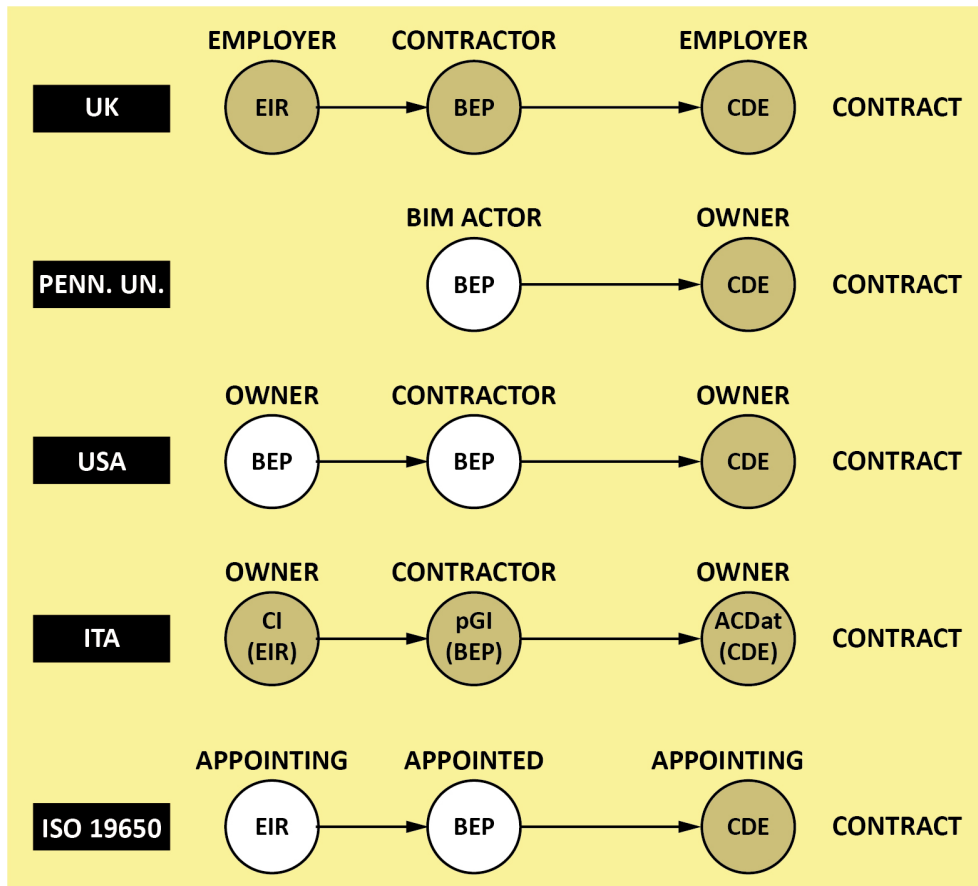 EMPLOYER CONTRACTOR EMPLOYER
UK EIR BEP CDE CONTRACT
BIM ACTOR OWNER
PENN. UN. BEP CDE CONTRACT
OWNER CONTRACTOR OWNER
USA BEP BEP CDE CONTRACT
OWNER CONTRACTOR OWNER
CI pGI ACDat
ITA (EIR) (BEP) (CDE) CONTRACT
APPOINTING APPOINTED APPOINTING
ISO 19650 EIR BEP CDE CONTRACT